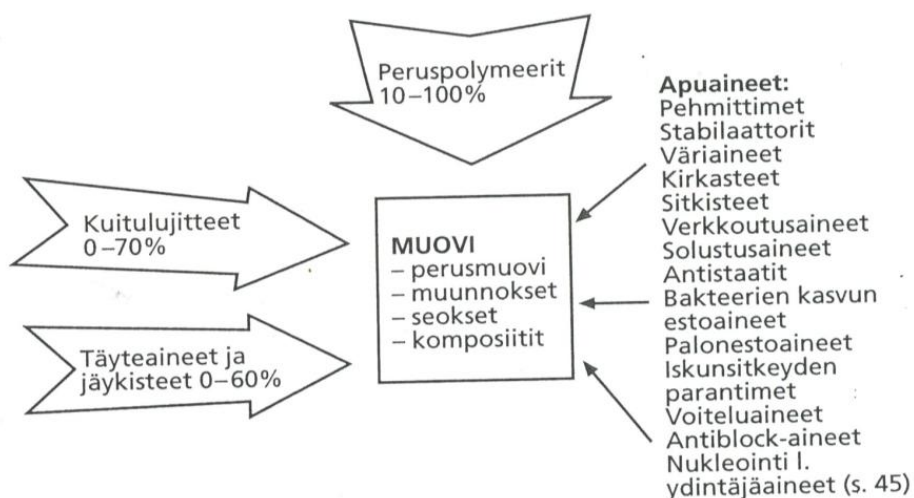 Peruspolymeerit
10–100%
Kuitulujitteet
0–70%
Täyteaineet ja
jäykisteet 0–60%
MUOVI
– perusmuovi
– muunnokset
– seokset
– komposiitit
Apuaineet:
Pehmittimet
Stabilaattorit
Väriaineet
Kirkasteet
Sitkisteet
Verkkoutusaineet
Solustusaineet
Antistaatit
Bakteerien kasvun
estoaineet
Palonestoaineet
Iskunsitkeyden
parantimet
Voiteluaineet
Antiblock-aineet
Nukleointi l.
ydintäjäaineet (s. 45)